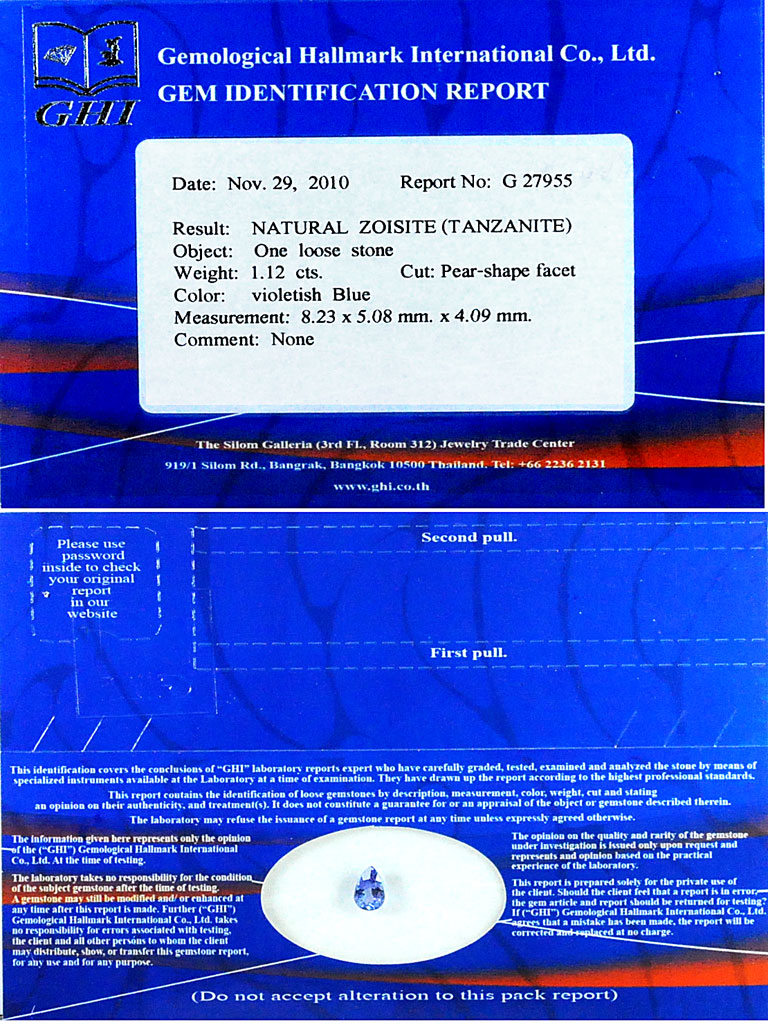 GHI
Gemological Hallmark International Co., Ltd.
GEM IDENTIFICATION REPORT
Date: Nov. 29, 2010 Report No: G 27955
Result: NATURAL ZOISITE (TANZANITE)
Object: One loose stone
Weight: 1.12 cts. Cut: Pear-shape facet
Color: violetish Blue
Measurement: 8.23 x 5.08 mm. x 4.09 mm.
Comment: None
The Silom Galleria (3rd Fl., Room 312) Jewelry Trade Center
919/1 Silom Rd., Bangrak, Bangkok 10500 Thailand. Tel: +66 2236 2131
www.ghi.co.th
Please use
password
inside to check
your original
report
in our
website
Second pull.
First pull.
This identification covers the conclusions of “GHI” laboratory reports expert who have carefully graded, tested, examined and analyzed the stone by means of
specialized instruments available at the Laboratory at a time of examination. They have drawn up the report according to the highest professional standards.
This report contains the identification of loose gemstones by description, measurement, color, weight, cut and stating
an opinion on their authenticity, and treatment(s). It does not constitute a guarantee for or an appraisal of the object or gemstone described therein.
The laboratory may refuse the issuance of a gemstone report at any time unless expressly agreed otherwise.
The information given here represents only the opinion
of the (“GHI”) Gemological Hallmark International
Co., Ltd. At the time of testing.
The laboratory takes no responsibility for the condition
of the subject gemstone after the time of testing.
A gemstone may still be modified and/ or enhanced at
any time after this report is made. Further (“GHI”)
Gemological Hallmark International Co., Ltd. takes
no responsibility for errors associated with testing,
the client and all other persons to whom the client
may distribute, show, or transfer this gemstone report,
for any use and for any purpose.
The opinion on the quality and rarity of the gemstone
under investigation is issued only upon request and
represents and opinion based on the practical
experience of the laboratory.
This report is prepared solely for the private use of
the client. Should the client feel that a report is in error,
the gem article and report should be returned for testing?
If (“GHI”) Gemological Hallmark International Co., Ltd.
agrees that a mistake has been made, the report will be
corrected and replaced at no charge.
(Do not accept alteration to this pack report)